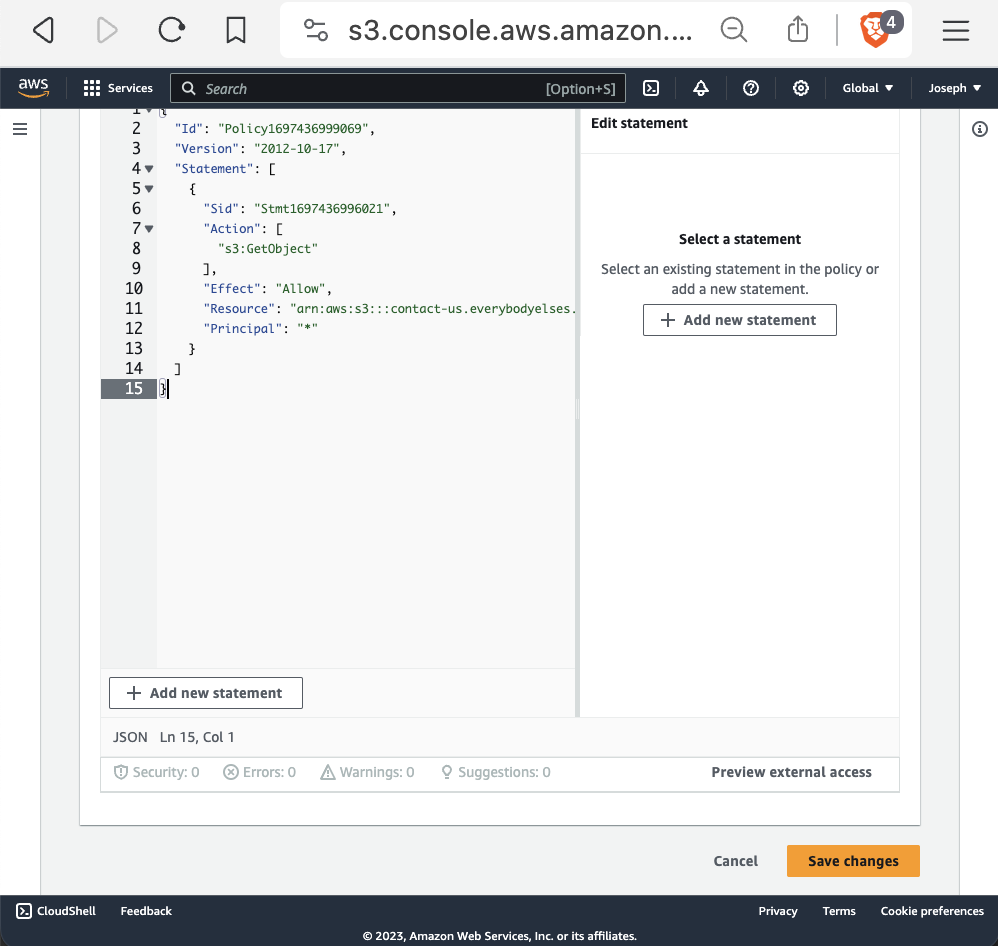 s3.console.aws.amazon....
4
aws
Services
Search
[Option+S]
Global
Joseph
1 {
2 "Id": "Policy1697436999069",
3 "Version": "2012-10-17",
4 "Statement": [
5 {
6 "Sid": "Stmt1697436996021",
7 "Action": [
8 "s3:GetObject"
9 ],
10 "Effect": "Allow",
11 "Resource": "arn:aws:s3:::contact-us.everybodyelses.
12 "Principal": "*"
13 }
14 ]
15 }
Edit statement
Select a statement
Select an existing statement in the policy or
add a new statement.
+ Add new statement
+ Add new statement
JSON Ln 15, Col 1
Security: 0 Errors: 0 Warnings: 0 Suggestions: 0
Preview external access
Cancel
Save changes
CloudShell
Feedback
Privacy
Terms
Cookie preferences
© 2023, Amazon Web Services, Inc. or its affiliates.